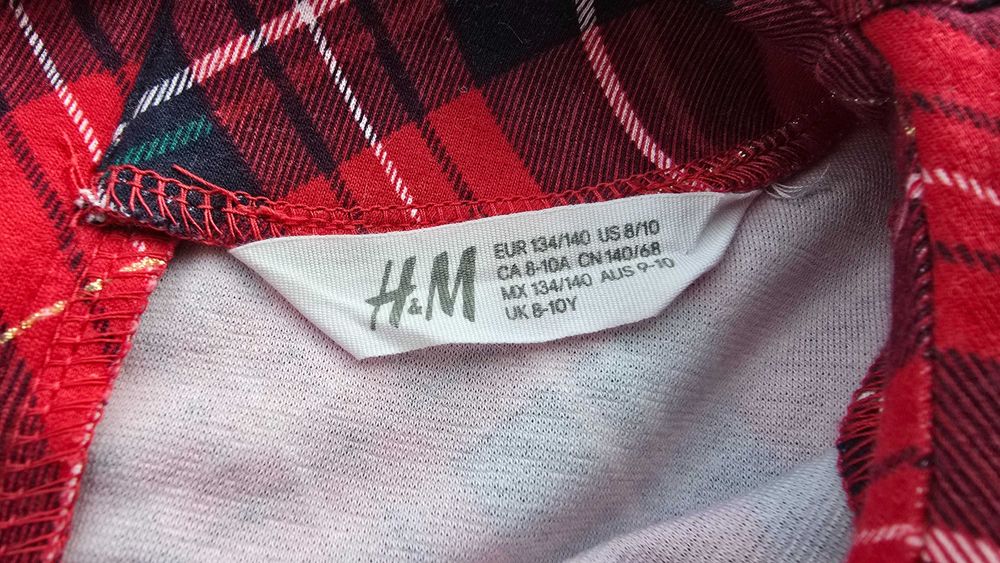 H&M
EUR 134/140 US 8/10
CA 8-10A CN 140/68
MX 134/140 AUS 9-10
UK 8-10Y